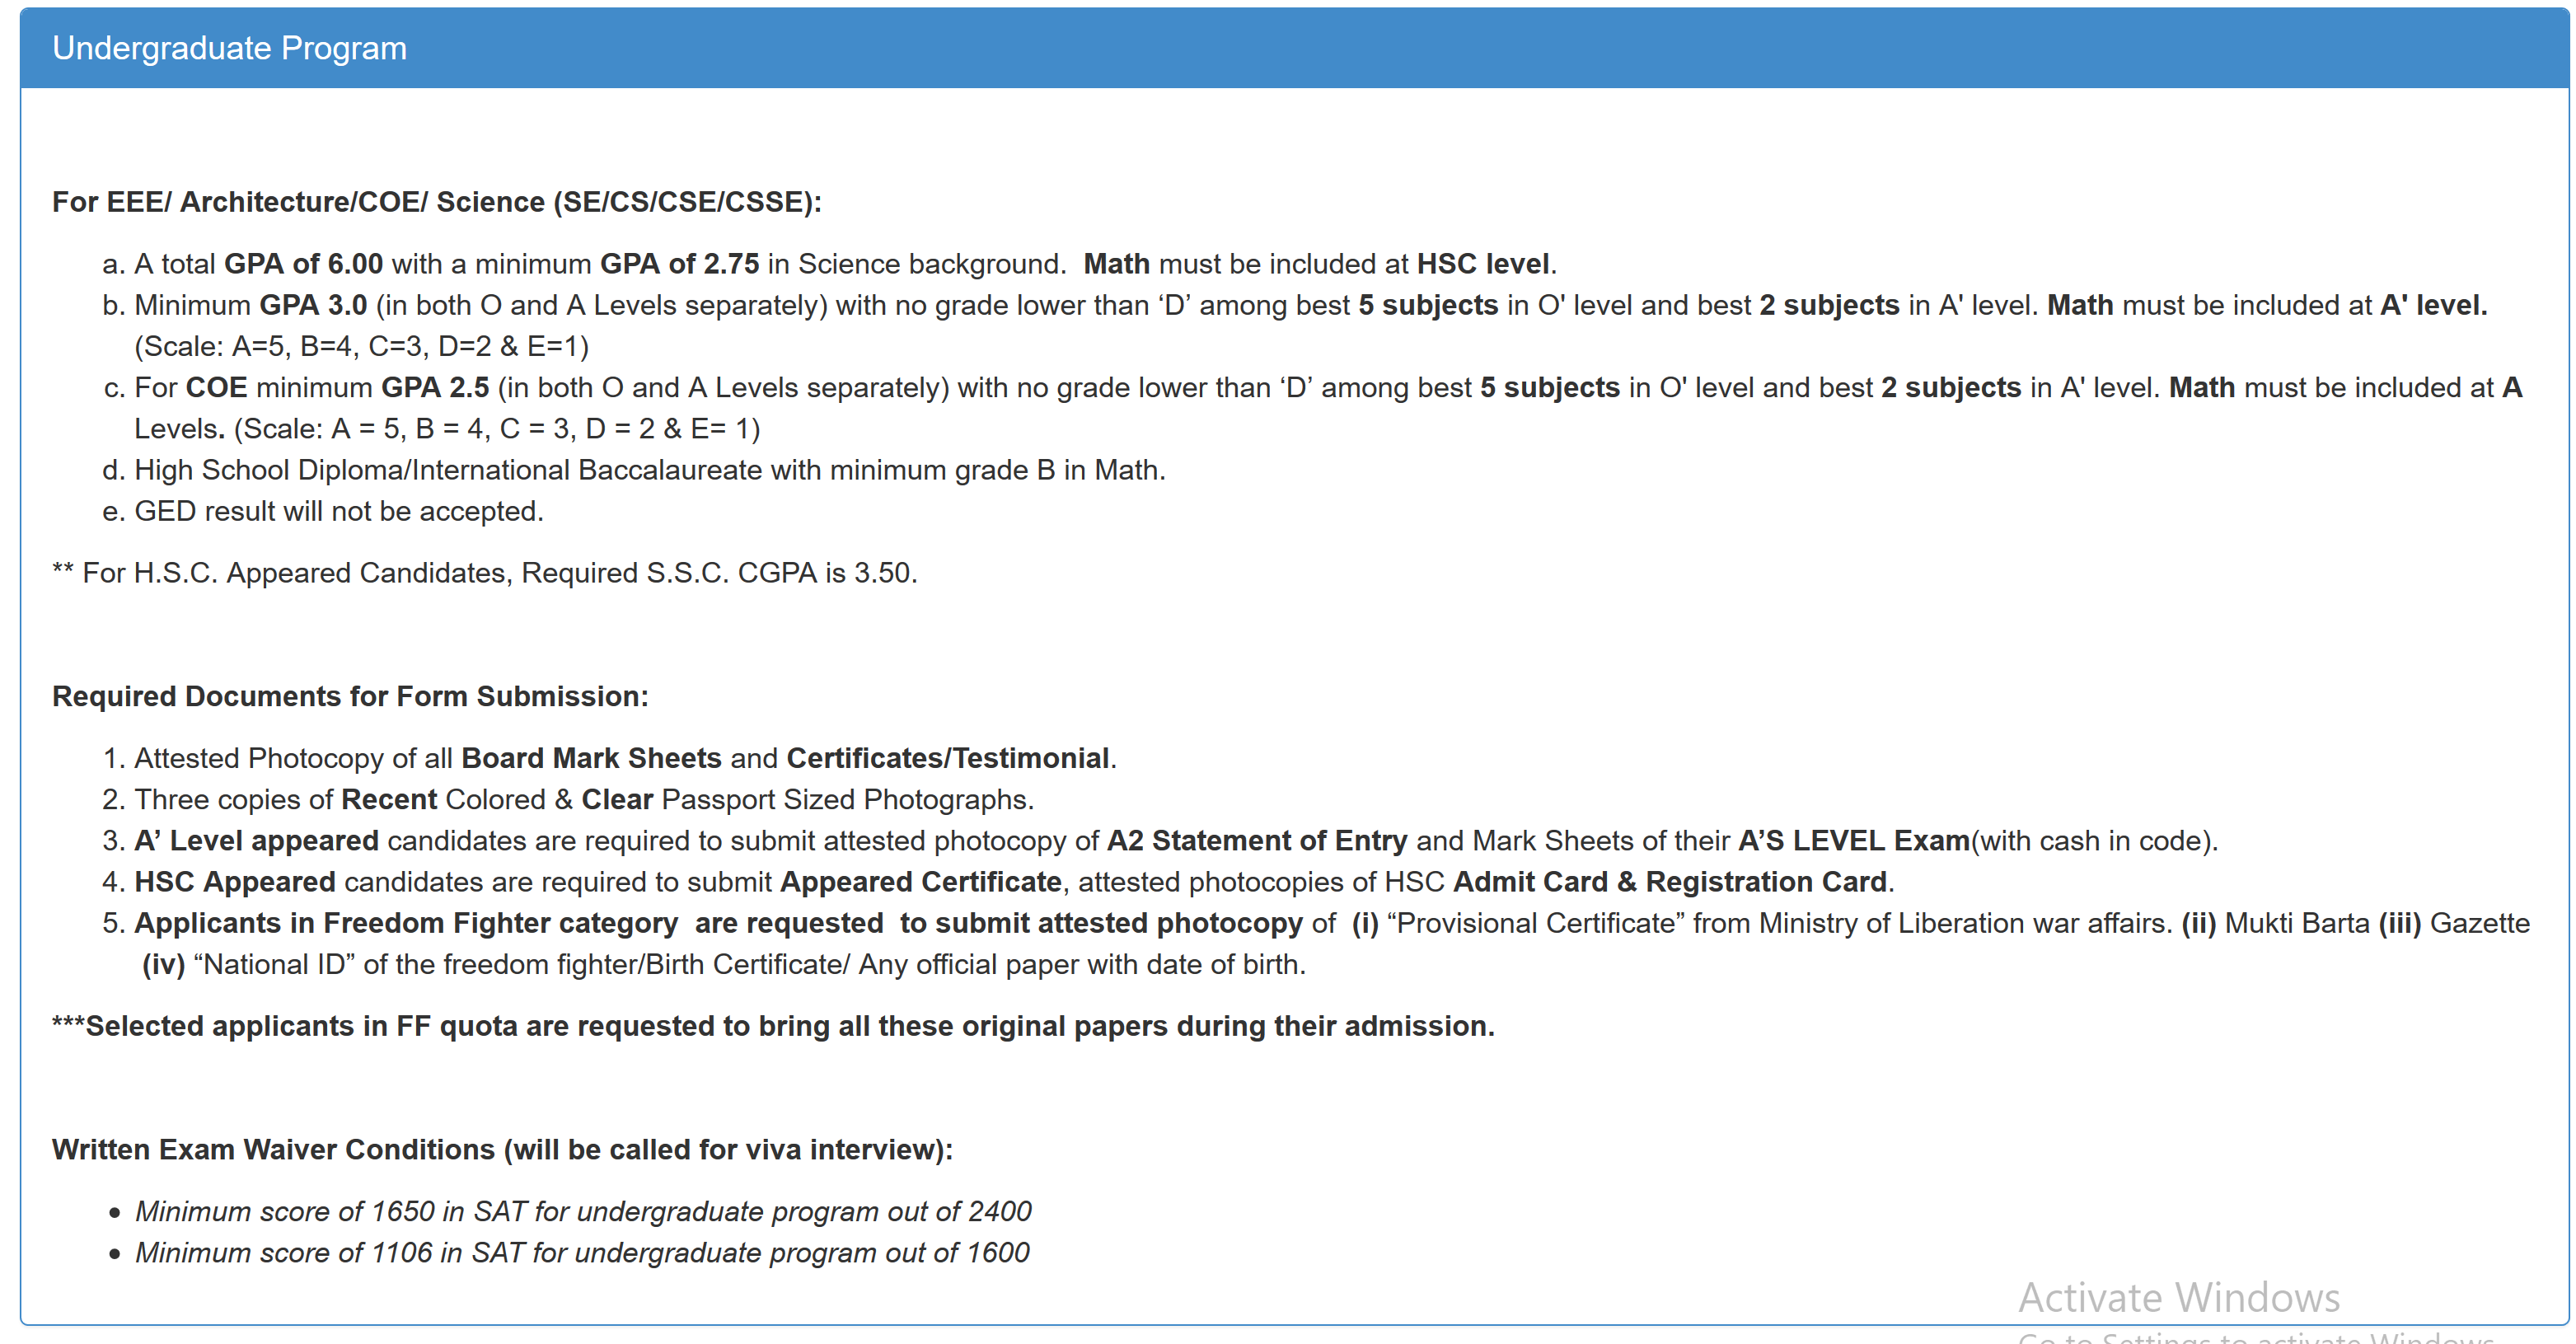 Undergraduate Program
For EEE/ Architecture/COE/ Science (SE/CS/CSE/CSSE):
a. A total GPA of 6.00 with a minimum GPA of 2.75 in Science background.  Math must be included at HSC level.
b. Minimum GPA 3.0 (in both O and A Levels separately) with no grade lower than ‘D’ among best 5 subjects in O' level and best 2 subjects in A' level. Math must be included at A' level.
(Scale: A=5, B=4, C=3, D=2 & E=1)
c. For COE minimum GPA 2.5 (in both O and A Levels separately) with no grade lower than ‘D’ among best 5 subjects in O' level and best 2 subjects in A' level. Math must be included at A
Levels. (Scale: A = 5, B = 4, C = 3, D = 2 & E= 1)
d. High School Diploma/International Baccalaureate with minimum grade B in Math.
e. GED result will not be accepted.
** For H.S.C. Appeared Candidates, Required S.S.C. CGPA is 3.50.
Required Documents for Form Submission:
1. Attested Photocopy of all Board Mark Sheets and Certificates/Testimonial.
2. Three copies of Recent Colored & Clear Passport Sized Photographs.
3. A’ Level appeared candidates are required to submit attested photocopy of A2 Statement of Entry and Mark Sheets of their A’S LEVEL Exam(with cash in code).
4. HSC Appeared candidates are required to submit Appeared Certificate, attested photocopies of HSC Admit Card & Registration Card.
5. Applicants in Freedom Fighter category  are requested  to submit attested photocopy of  (i) “Provisional Certificate” from Ministry of Liberation war affairs. (ii) Mukti Barta (iii) Gazette
(iv) “National ID” of the freedom fighter/Birth Certificate/ Any official paper with date of birth.
***Selected applicants in FF quota are requested to bring all these original papers during their admission.
Written Exam Waiver Conditions (will be called for viva interview):
• Minimum score of 1650 in SAT for undergraduate program out of 2400
• Minimum score of 1106 in SAT for undergraduate program out of 1600
Activate Windows
Go to Settings to activate Windows.